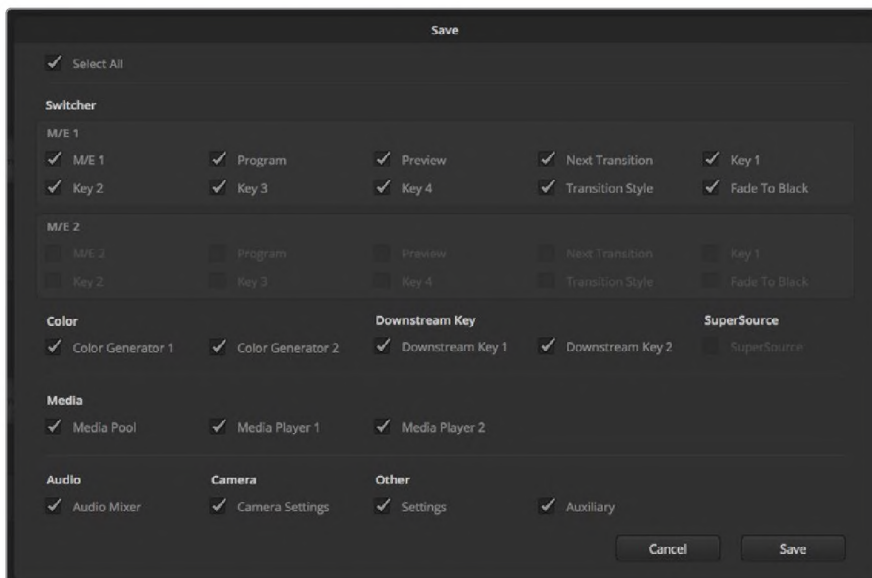 Save
Select All
Switcher
M/E 1
M/E 1 Program Preview Next Transition Key 1
Key 2 Key 3 Key 4 Transition Style Fade To Black
M/E 2
M/E 2 Program Preview Next Transition Key 1
Key 2 Key 3 Key 4 Transition Style Fade To Black
Color Downstream Key SuperSource
Color Generator 1 Color Generator 2 Downstream Key 1 Downstream Key 2 SuperSource
Media
Media Pool Media Player 1 Media Player 2
Audio Camera Other
Audio Mixer Camera Settings Settings Auxiliary
Cancel Save